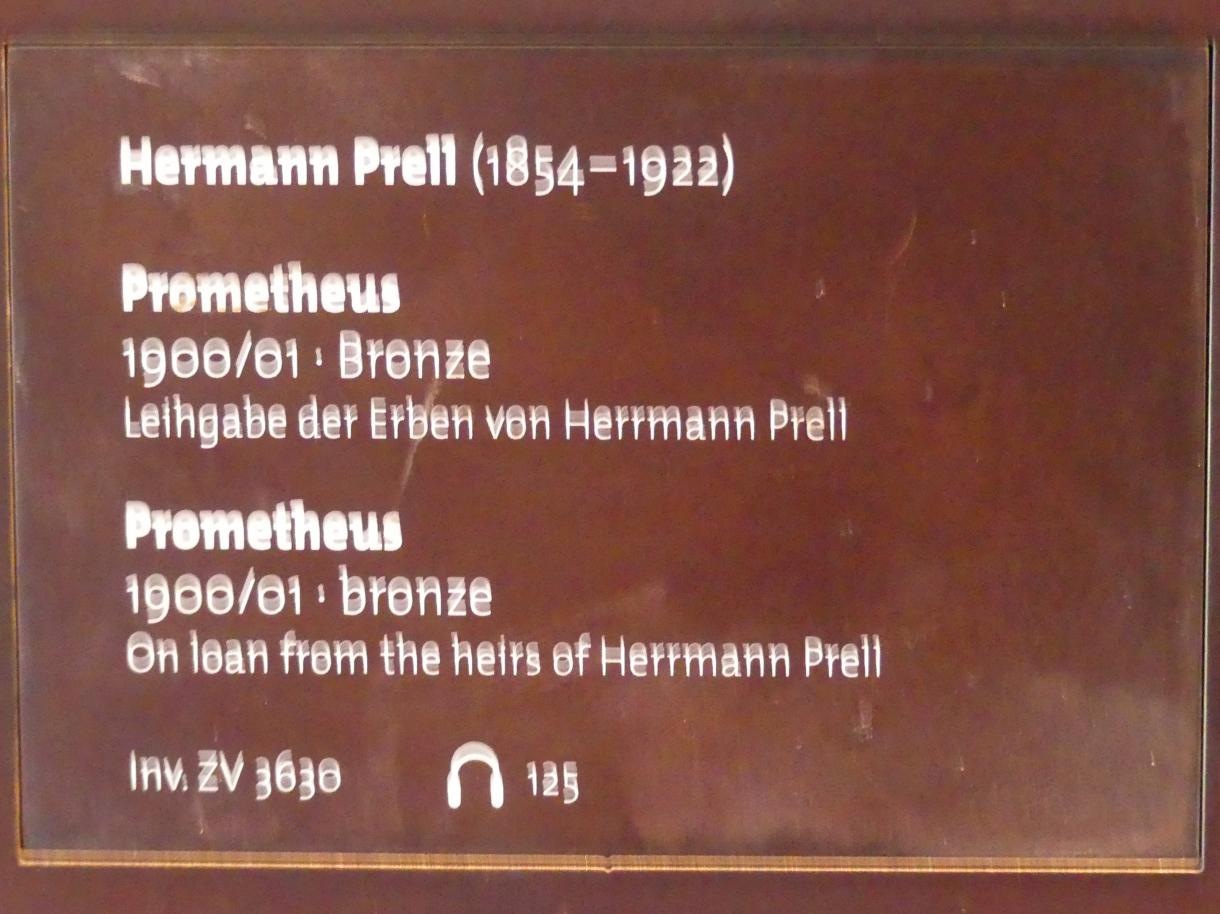 Hermann Prell (1854–1922)
Prometheus
1900/01 · Bronze
Leihgabe der Erben von Herrmann Prell
Prometheus
1900/01 · bronze
On loan from the heirs of Herrmann Prell
Inv. ZV 3630 125